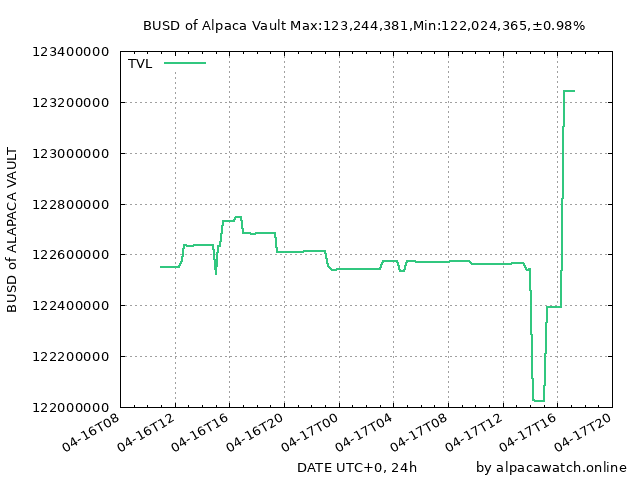 BUSD of Alpaca Vault Max:123,244,381,Min:122,024,365,±0.98%
TVL
123400000
123200000
123000000
122800000
122600000
122400000
122200000
122000000
BUSD of ALAPACA VAULT
04-16T08
04-16T12
04-16T16
04-16T20
04-17T00
04-17T04
04-17T08
04-17T12
04-17T16
04-17T20
DATE UTC+0, 24h
by alpacawatch.online